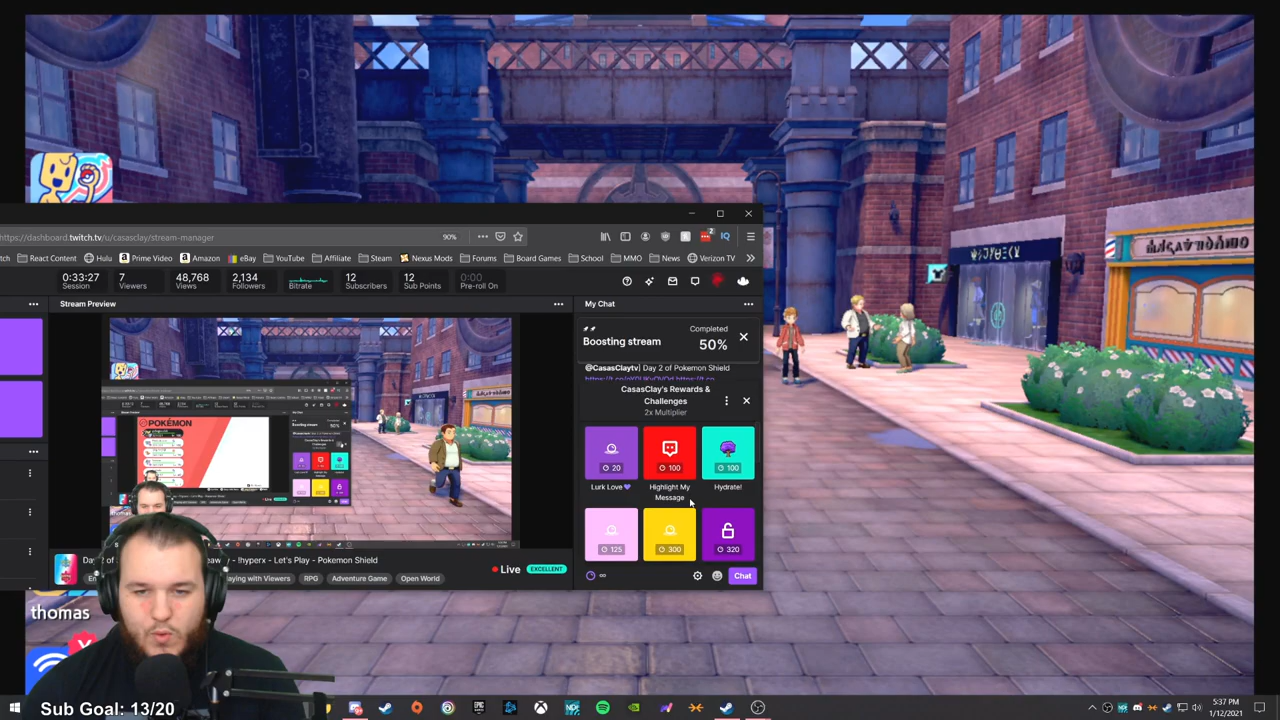 https://dashboard.twitch.tv/u/casasclay/stream-manager
90%
2
IQ
React Content
Hulu
Prime Video
Amazon
eBay
YouTube
Affiliate
Steam
Nexus Mods
Forums
Board Games
School
MMO
News
Verizon TV
0:33:27
Session
7
Viewers
48,768
Views
2,134
Followers
Bitrate
12
Subscribers
12
Sub Points
0:00
Pre-roll On
Stream Preview
My Chat
Completed
Boosting stream
50%
@CasasClaytv| Day 2 of Pokemon Shield
CasasClay's Rewards &
Challenges
2x Multiplier
20
100
100
Lurk Love💜
Highlight My
Message
Hydrate!
125
300
320
POKÉMON
- !hyperx - Let's Play - Pokemon Shield
Live
EXCELLENT
Playing with Viewers
RPG
Adventure Game
Open World
Chat
thomas
Sub Goal: 13/20
5:37 PM
1/12/2021